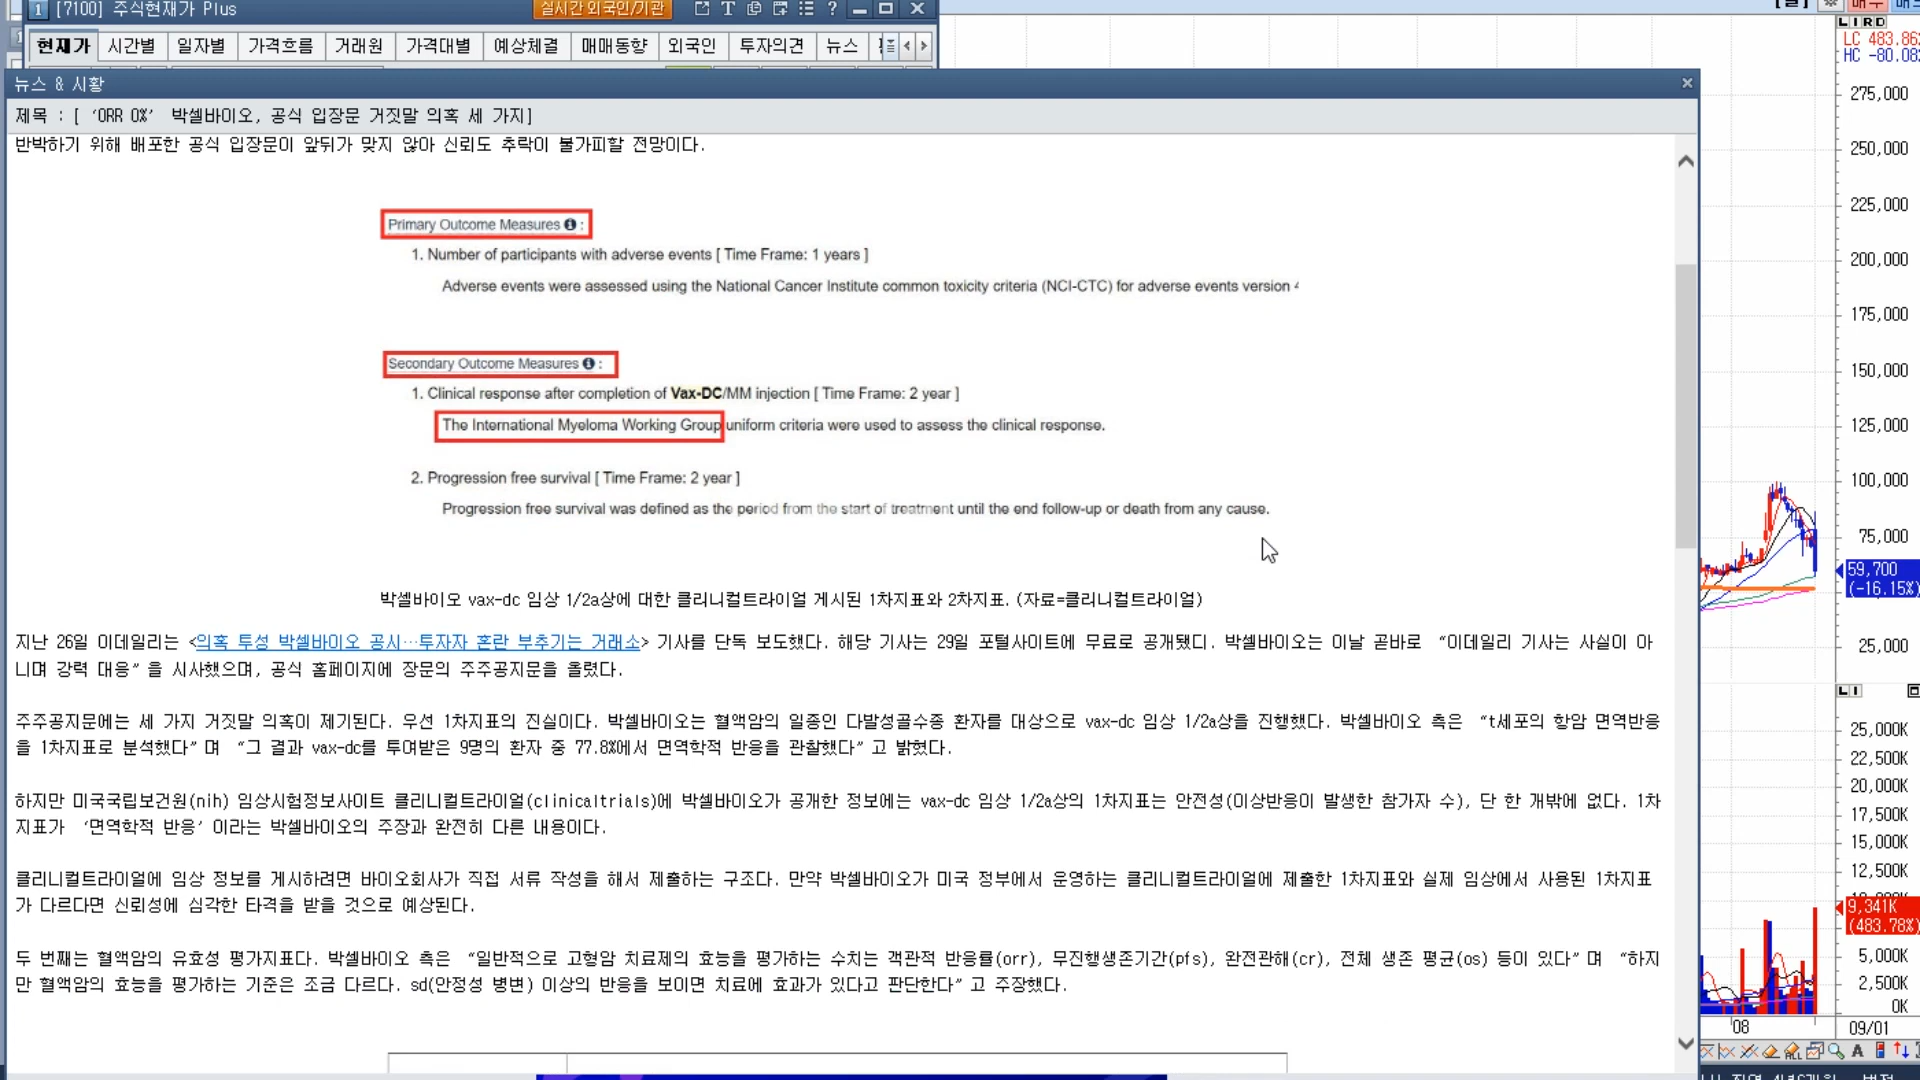 1 [7100] 주식현재가 Plus
실시간 외국인/기관
현재가 시간별 일자별 가격흐름 거래원 가격대별 예상체결 매매동향 외국인 투자의견 뉴스
뉴스 & 시황
제목 : [ ‘ORR 0%’ 박셀바이오, 공식 입장문 거짓말 의혹 세 가지]
반박하기 위해 배포한 공식 입장문이 앞뒤가 맞지 않아 신뢰도 추락이 불가피할 전망이다.
Primary Outcome Measures :
1. Number of participants with adverse events [ Time Frame: 1 years ]
Adverse events were assessed using the National Cancer Institute common toxicity criteria (NCI-CTC) for adverse events version
Secondary Outcome Measures :
1. Clinical response after completion of Vax-DC/MM injection [ Time Frame: 2 year ]
The International Myeloma Working Group uniform criteria were used to assess the clinical response.
2. Progression free survival [ Time Frame: 2 year ]
Progression free survival was defined as the period from the start of treatment until the end follow-up or death from any cause.
박셀바이오 vax-dc 임상 1/2a상에 대한 클리니컬트라이얼 게시된 1차지표와 2차지표. (자료=클리니컬트라이얼)
지난 26일 이데일리는 <의혹 투성 박셀바이오 공시…투자자 혼란 부추기는 거래소> 기사를 단독 보도했다. 해당 기사는 29일 포털사이트에 무료로 공개됐디. 박셀바이오는 이날 곧바로 “이데일리 기사는 사실이 아
니며 강력 대응” 을 시사했으며, 공식 홈페이지에 장문의 주주공지문을 올렸다.
주주공지문에는 세 가지 거짓말 의혹이 제기된다. 우선 1차지표의 진실이다. 박셀바이오는 혈액암의 일종인 다발성골수종 환자를 대상으로 vax-dc 임상 1/2a상을 진행했다. 박셀바이오 측은 “t세포의 항암 면역반응
을 1차지표로 분석했다” 며 “그 결과 vax-dc를 투여받은 9명의 환자 중 77.8%에서 면역학적 반응을 관찰했다” 고 밝혔다.
하지만 미국국립보건원(nih) 임상시험정보사이트 클리니컬트라이얼(clinicaltrials)에 박셀바이오가 공개한 정보에는 vax-dc 임상 1/2a상의 1차지표는 안전성(이상반응이 발생한 참가자 수), 단 한 개밖에 없다. 1차
지표가 ‘면역학적 반응’ 이라는 박셀바이오의 주장과 완전히 다른 내용이다.
클리니컬트라이얼에 임상 정보를 게시하려면 바이오회사가 직접 서류 작성을 해서 제출하는 구조다. 만약 박셀바이오가 미국 정부에서 운영하는 클리니컬트라이얼에 제출한 1차지표와 실제 임상에서 사용된 1차지표
가 다르다면 신뢰성에 심각한 타격을 받을 것으로 예상된다.
두 번째는 혈액암의 유효성 평가지표다. 박셀바이오 측은 “일반적으로 고형암 치료제의 효능을 평가하는 수치는 객관적 반응률(orr), 무진행생존기간(pfs), 완전관해(cr), 전체 생존 평균(os) 등이 있다” 며 “하지
만 혈액암의 효능을 평가하는 기준은 조금 다르다. sd(안정성 병변) 이상의 반응을 보이면 치료에 효과가 있다고 판단한다” 고 주장했다.
L I R D
LC 483.86
HC -80.08
275,000
250,000
225,000
200,000
175,000
150,000
125,000
100,000
75,000
59,700
(-16.15%)
25,000
L I
25,000K
22,500K
20,000K
17,500K
15,000K
12,500K
9,341K
(483.78%)
5,000K
2,500K
0K
08 09/01